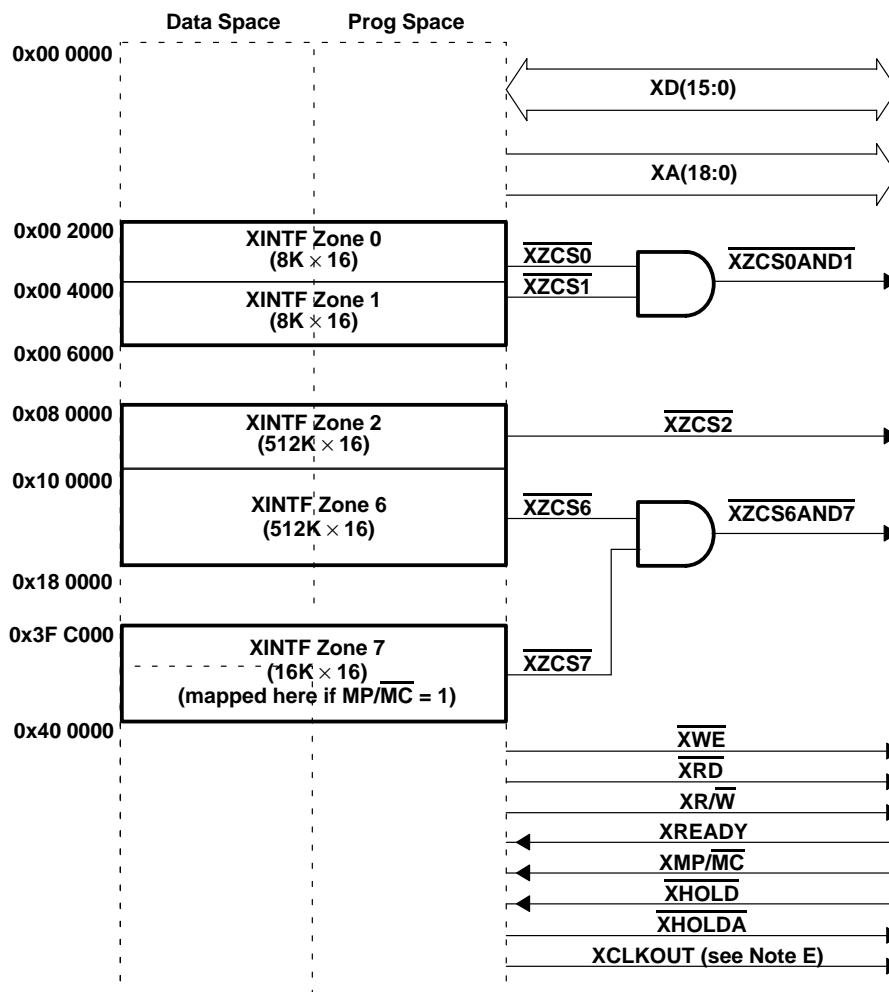 Data Space Prog Space
0x00 0000
XD(15:0)
XA(18:0)
0x00 2000
XINTF Zone 0
(8K × 16)
XZCS0
XZCS0AND1
0x00 4000
XZCS1
XINTF Zone 1
(8K × 16)
0x00 6000
0x08 0000
XINTF Zone 2
(512K × 16)
XZCS2
0x10 0000
XINTF Zone 6
(512K × 16)
XZCS6
XZCS6AND7
0x18 0000
0x3F C000
XINTF Zone 7
(16K × 16)
(mapped here if MP/MC = 1)
XZCS7
0x40 0000
XWE
XRD
XR/W
XREADY
XMP/MC
XHOLD
XHOLDA
XCLKOUT (see Note E)